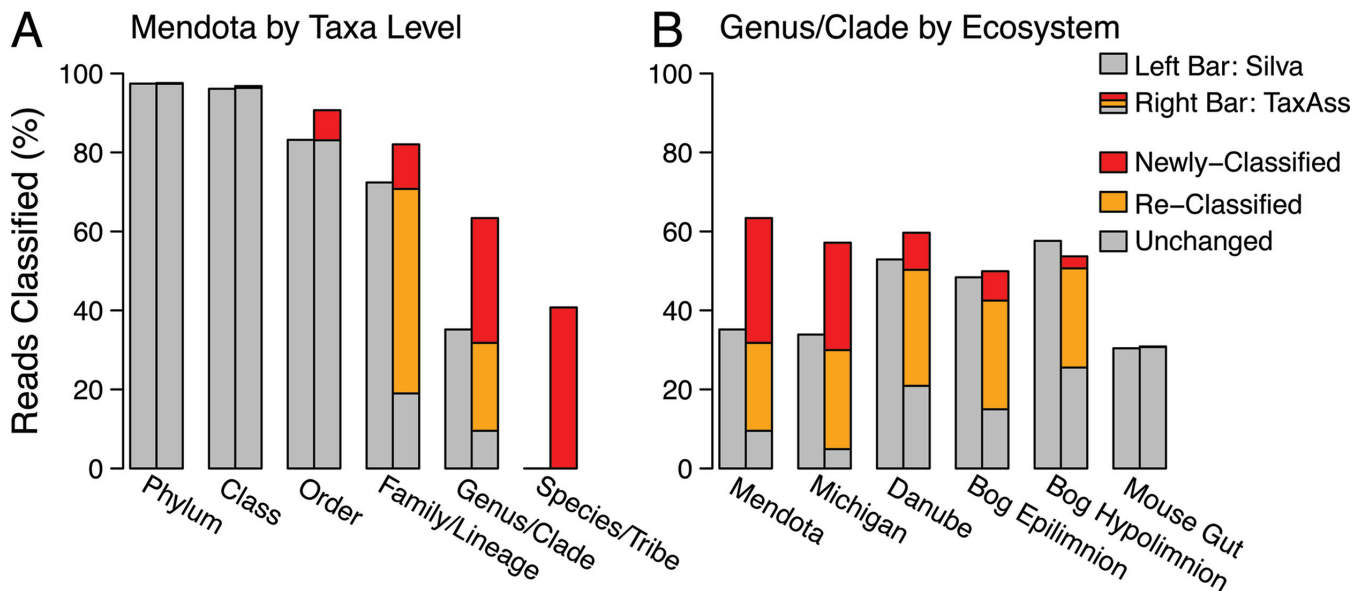 A
Mendota by Taxa Level
Reads Classified (%)
100
80
60
40
20
0
Phylum
Class
Order
Family/Lineage
Genus/Clade
Species/Tribe
B
Genus/Clade by Ecosystem
100
80
60
40
20
0
Mendota
Michigan
Danube
Bog Epilimnion
Bog Hypolimnion
Mouse Gut
Left Bar: Silva
Right Bar: TaxAss
Newly−Classified
Re−Classified
Unchanged